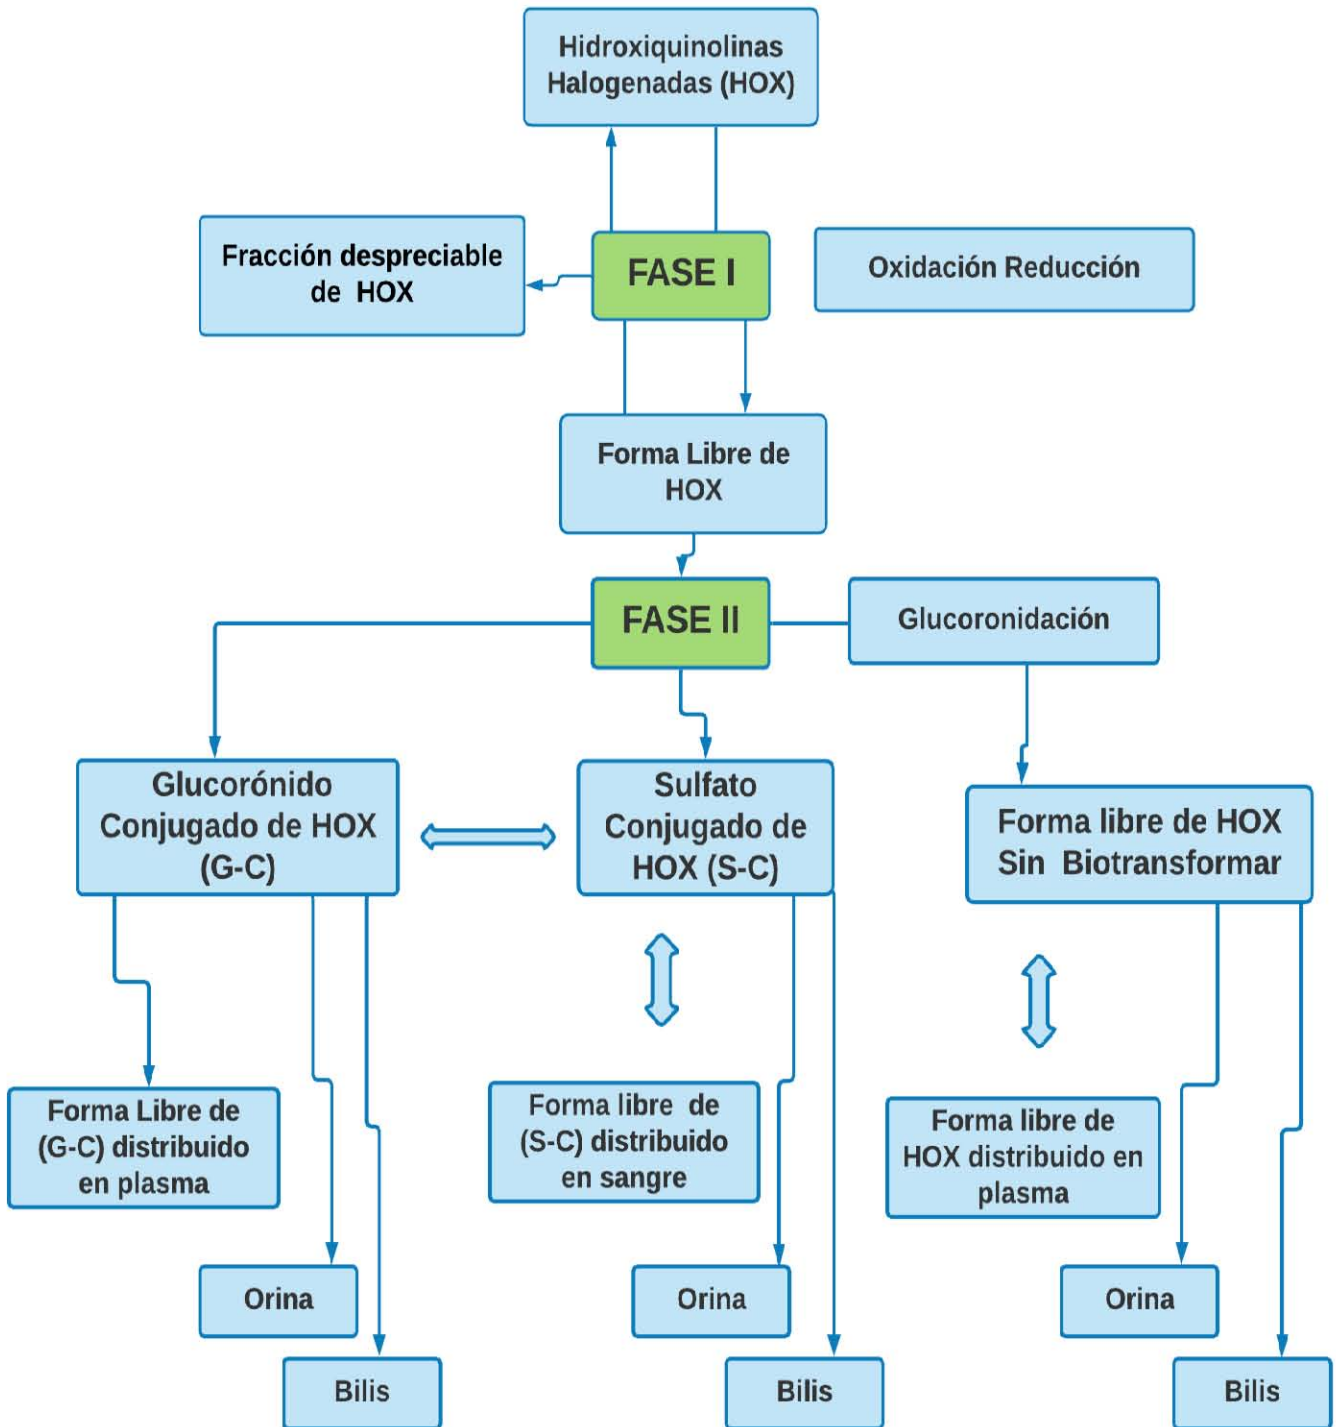 Hidroxiquinolinas
Halogenadas (HOX)
Fracción despreciable
de HOX
FASE I
Oxidación Reducción
Forma Libre de
HOX
FASE II
Glucoronidación
Glucorónido
Conjugado de HOX
(G-C)
Sulfato
Conjugado de
HOX (S-C)
Forma libre de HOX
Sin Biotransformar
Forma Libre de
(G-C) distribuido
en plasma
Forma libre de
(S-C) distribuido
en sangre
Forma libre de
HOX distribuido en
plasma
Orina
Orina
Orina
Bilis
Bilis
Bilis